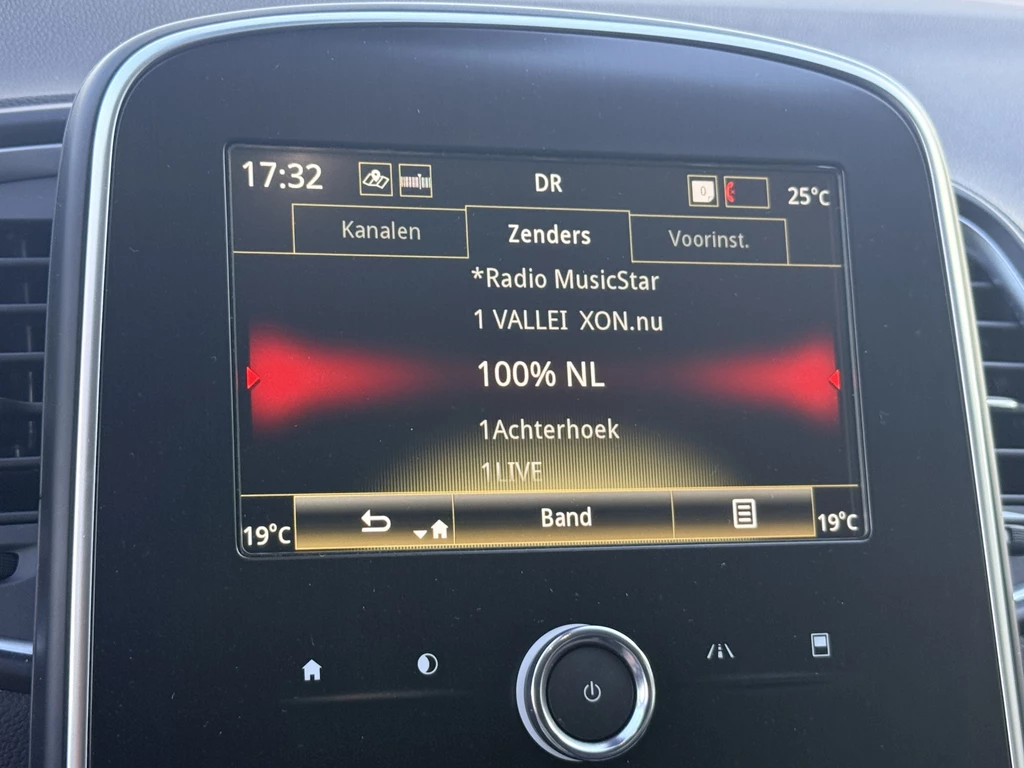 17:32 DR 0 25°C
Kanalen Zenders Voorinst.
*Radio MusicStar
1 VALLEI XON.nu
100% NL
1Achterhoek
1LIVE
19°C Band 19°C